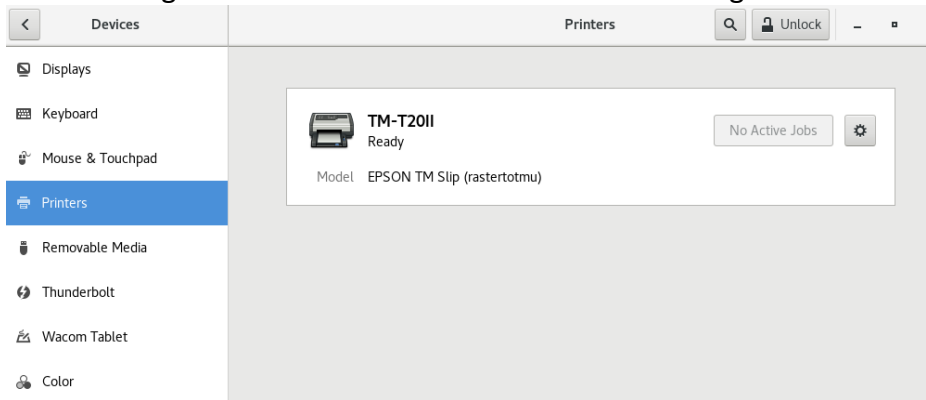 Devices
Printers
Unlock
Displays
Keyboard
Mouse & Touchpad
Printers
Removable Media
Thunderbolt
Wacom Tablet
Color
TM-T20II
Ready
No Active Jobs
Model EPSON TM Slip (rastertotmu)